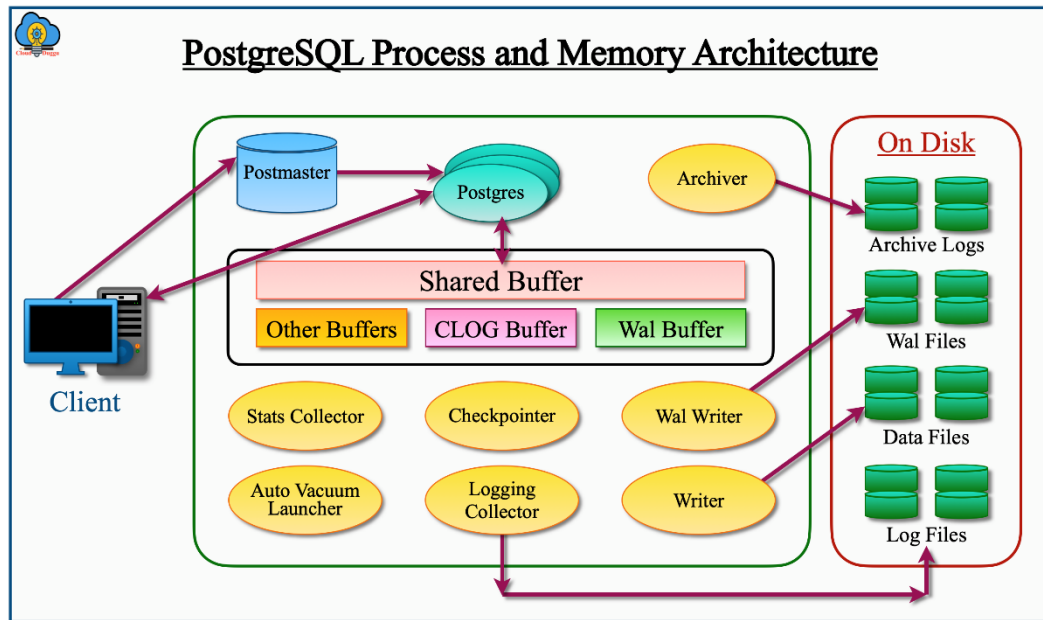 PostgreSQL Process and Memory Architecture
Postmaster
Postgres
Archiver
On Disk
Archive Logs
Shared Buffer
Other Buffers
CLOG Buffer
Wal Buffer
Wal Files
Client
Stats Collector
Checkpointer
Wal Writer
Data Files
Auto Vacuum
Launcher
Logging
Collector
Writer
Log Files